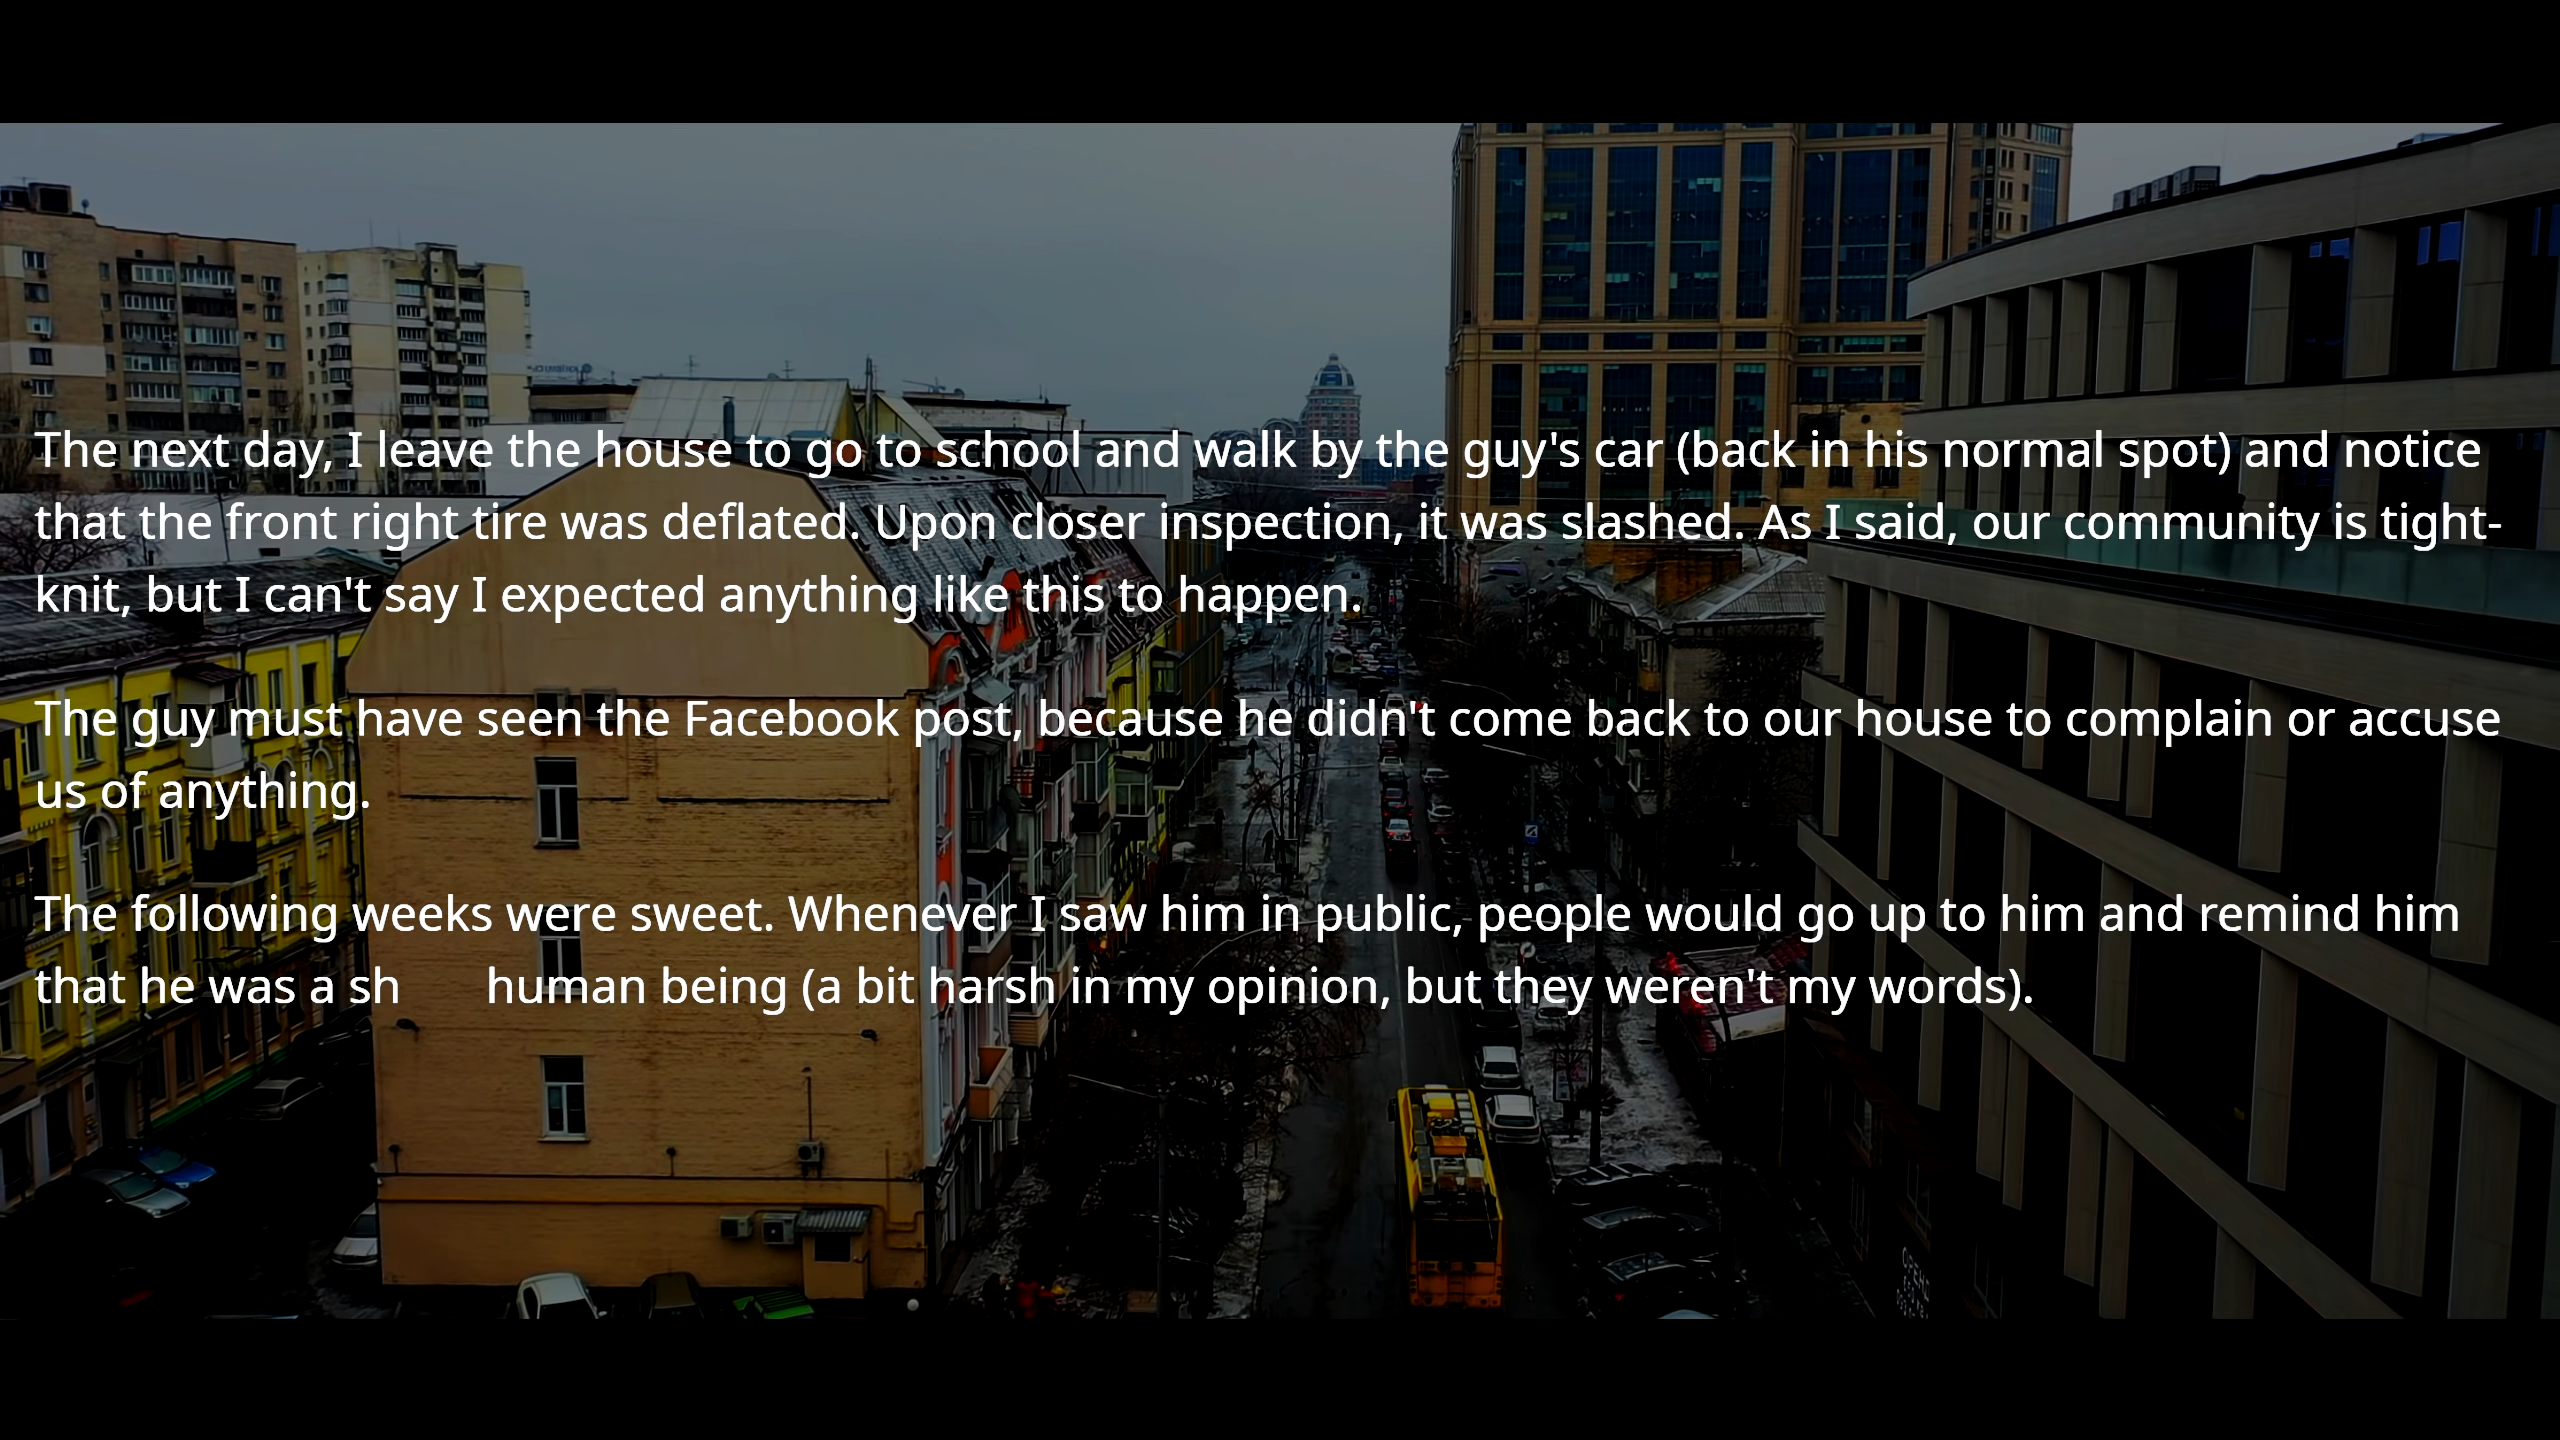 The next day, I leave the house to go to school and walk by the guy's car (back in his normal spot) and notice
that the front right tire was deflated. Upon closer inspection, it was slashed. As I said, our community is tight-
knit, but I can't say I expected anything like this to happen.
The guy must have seen the Facebook post, because he didn't come back to our house to complain or accuse
us of anything.
The following weeks were sweet. Whenever I saw him in public, people would go up to him and remind him
that he was a sh human being (a bit harsh in my opinion, but they weren't my words).